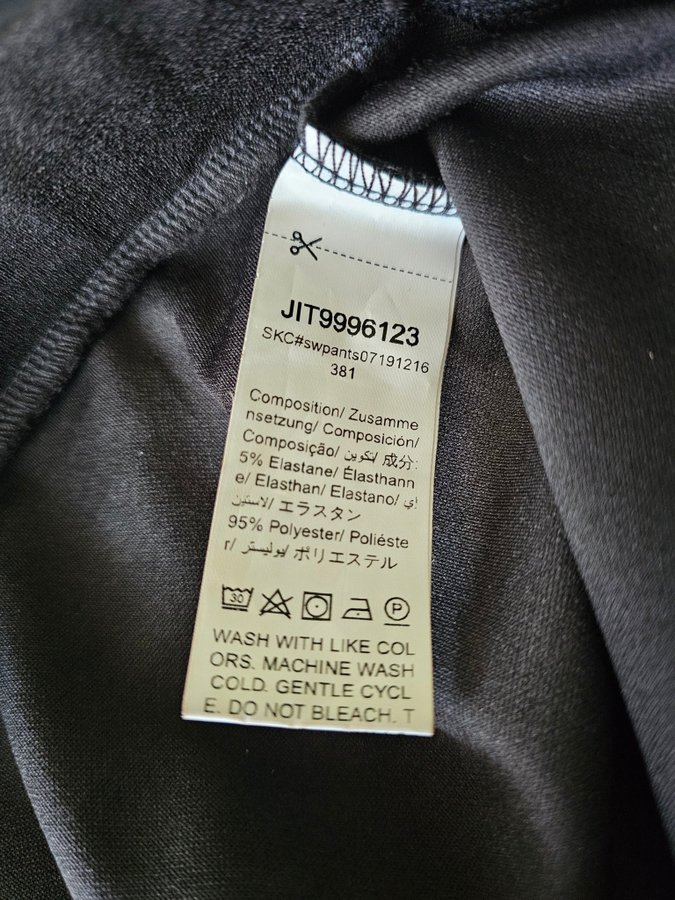 JIT9996123
SKC#swpants07191216
381
Composition/ Zusamme
nsetzung/ Composición/
Composição/ تكوين/ 成分:
5% Elastane/ Élasthann
e/ Elasthan/ Elastano/ إي
لاستين/ エラスタン
95% Polyester/ Poliéste
r/ بوليستر/ ポリエステル
30
P
WASH WITH LIKE COL
ORS. MACHINE WASH
COLD. GENTLE CYCL
E. DO NOT BLEACH. T